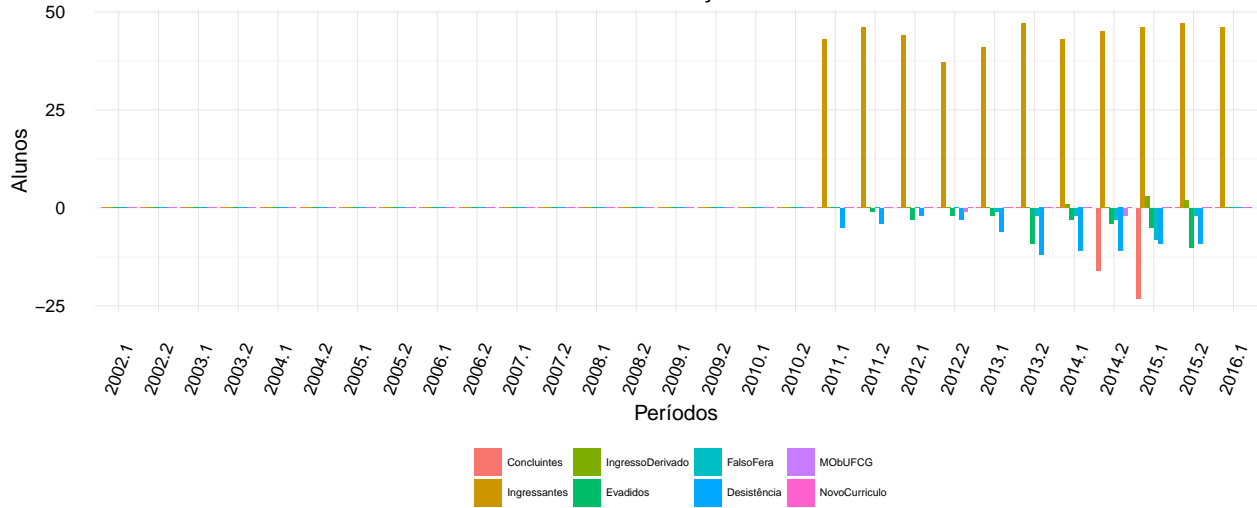 50
25
0
−25
Alunos
2002.1 2002.2 2003.1 2003.2 2004.1 2004.2 2005.1 2005.2 2006.1 2006.2 2007.1 2007.2 2008.1 2008.2 2009.1 2009.2 2010.1 2010.2 2011.1 2011.2 2012.1 2012.2 2013.1 2013.2 2014.1 2014.2 2015.1 2015.2 2016.1
Períodos
Concluintes IngressoDerivado FalsoFera MObUFCG
Ingressantes Evadidos Desistência NovoCurriculo